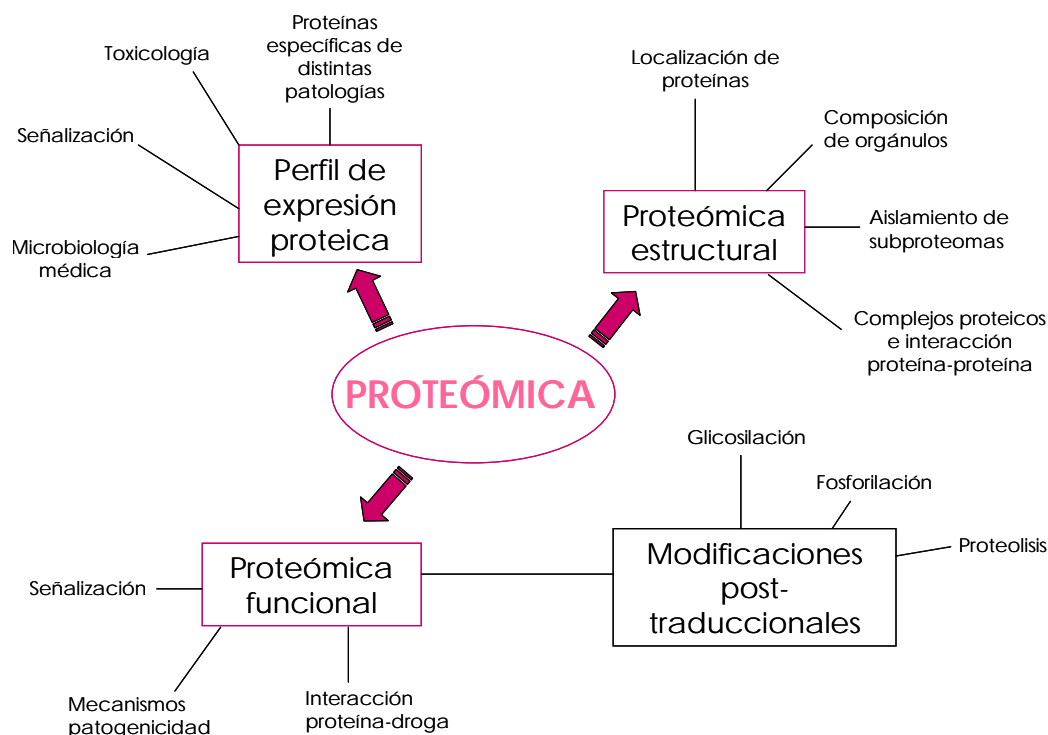 Proteínas
específicas de
distintas
patologías
Toxicología
Señalización
Microbiología
médica
Perfil de
expresión
proteica
Localización de
proteínas
Composición
de orgánulos
Proteómica
estructural
Aislamiento de
subproteomas
Complejos proteicos
e interacción
proteína-proteína
PROTEÓMICA
Glicosilación
Fosforilación
Proteolisis
Modificaciones
post-
traduccionales
Proteómica
funcional
Señalización
Mecanismos
patogenicidad
Interacción
proteína-droga